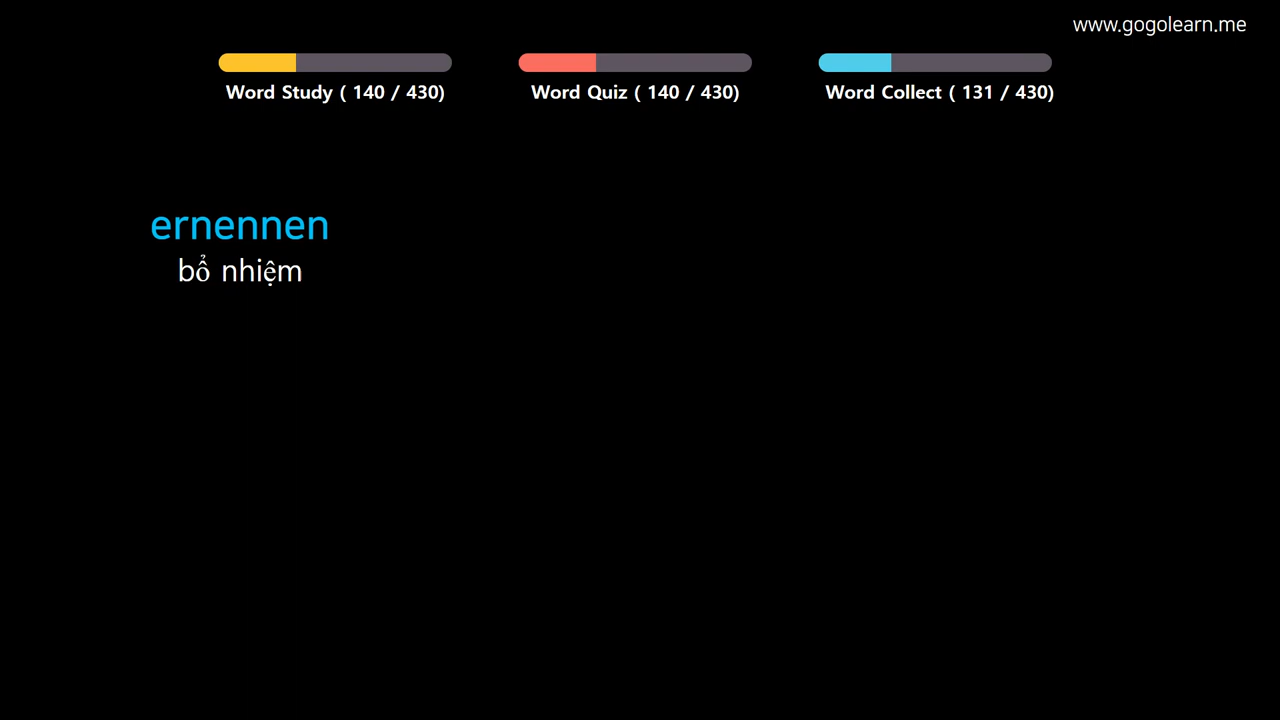 www.gogolearn.me
Word Study ( 140 / 430)
Word Quiz ( 140 / 430)
Word Collect ( 131 / 430)
ernennen
bổ nhiệm